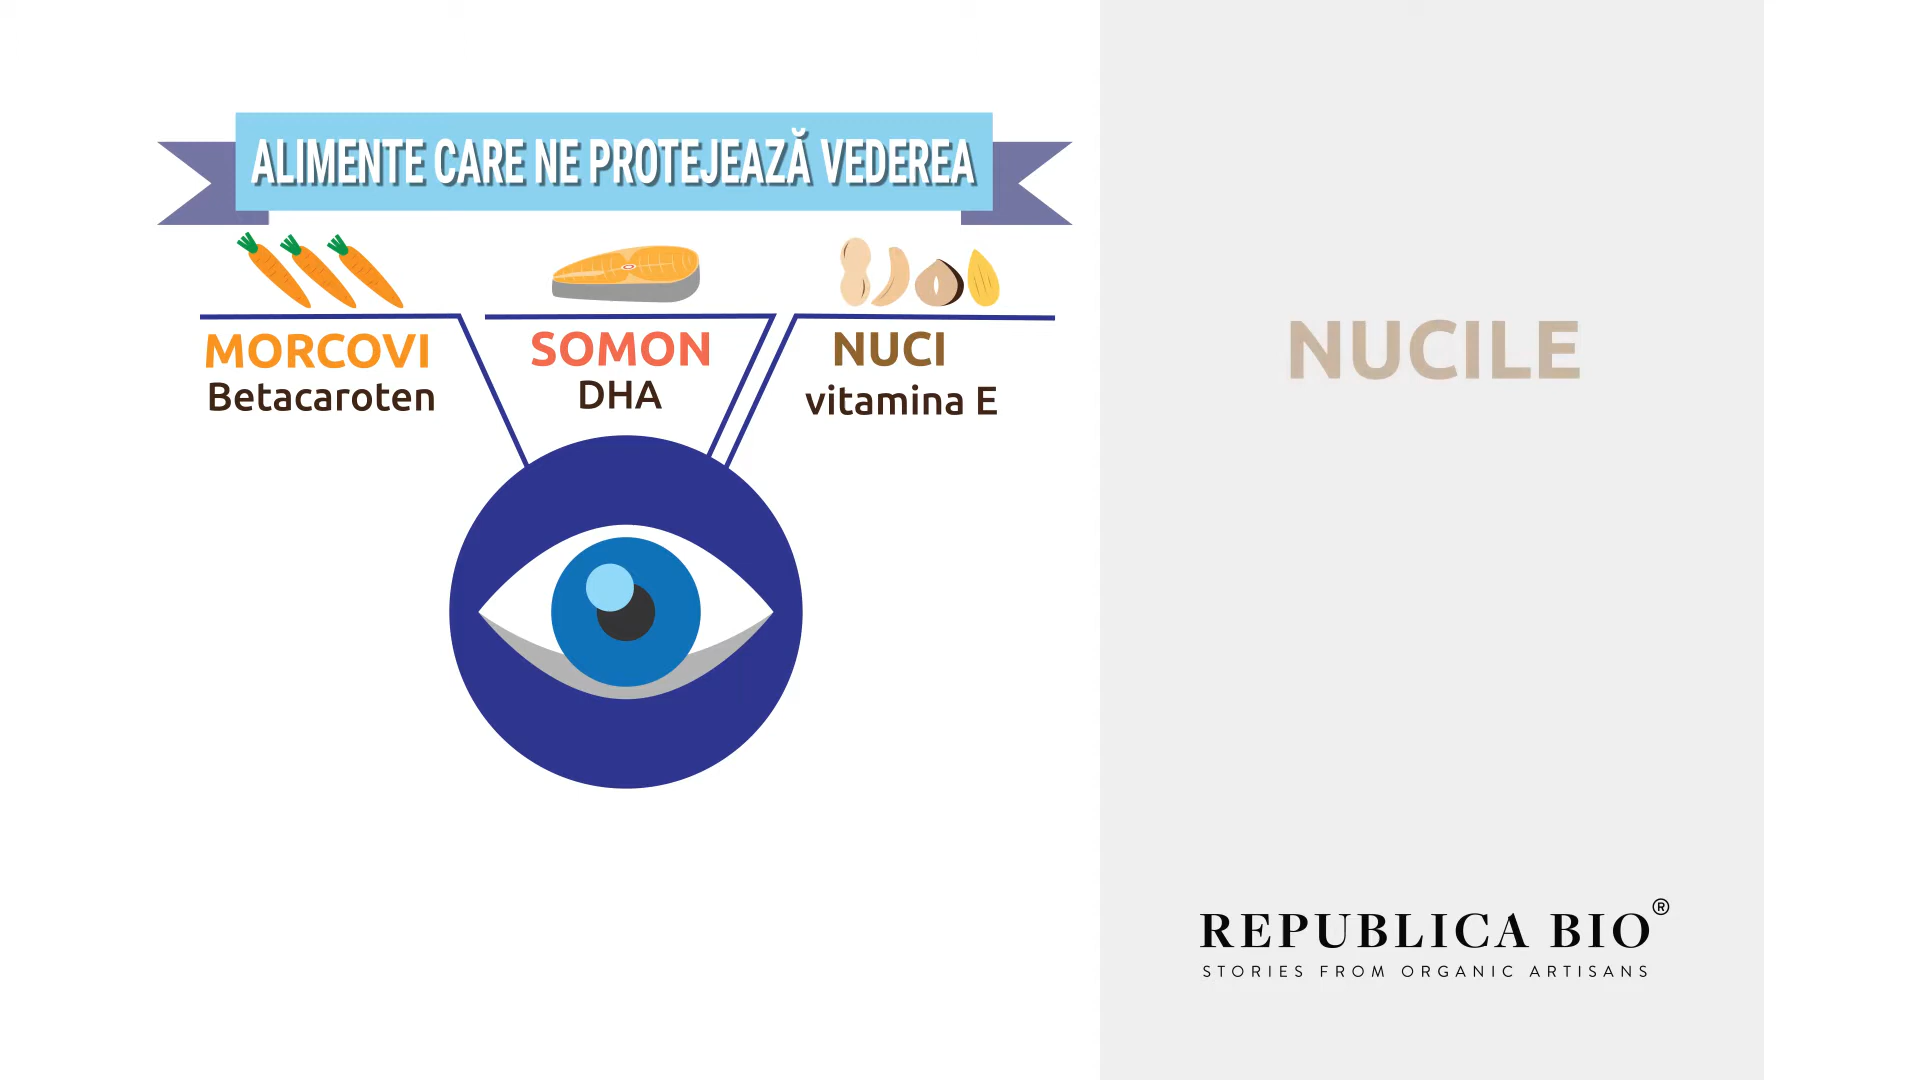 ALIMENTE CARE NE PROTEJEAZĂ VEDEREA
MORCOVI
Betacaroten
SOMON
DHA
NUCI
vitamina E
NUCILE
REPUBLICA BIO®
STORIES FROM ORGANIC ARTISANS